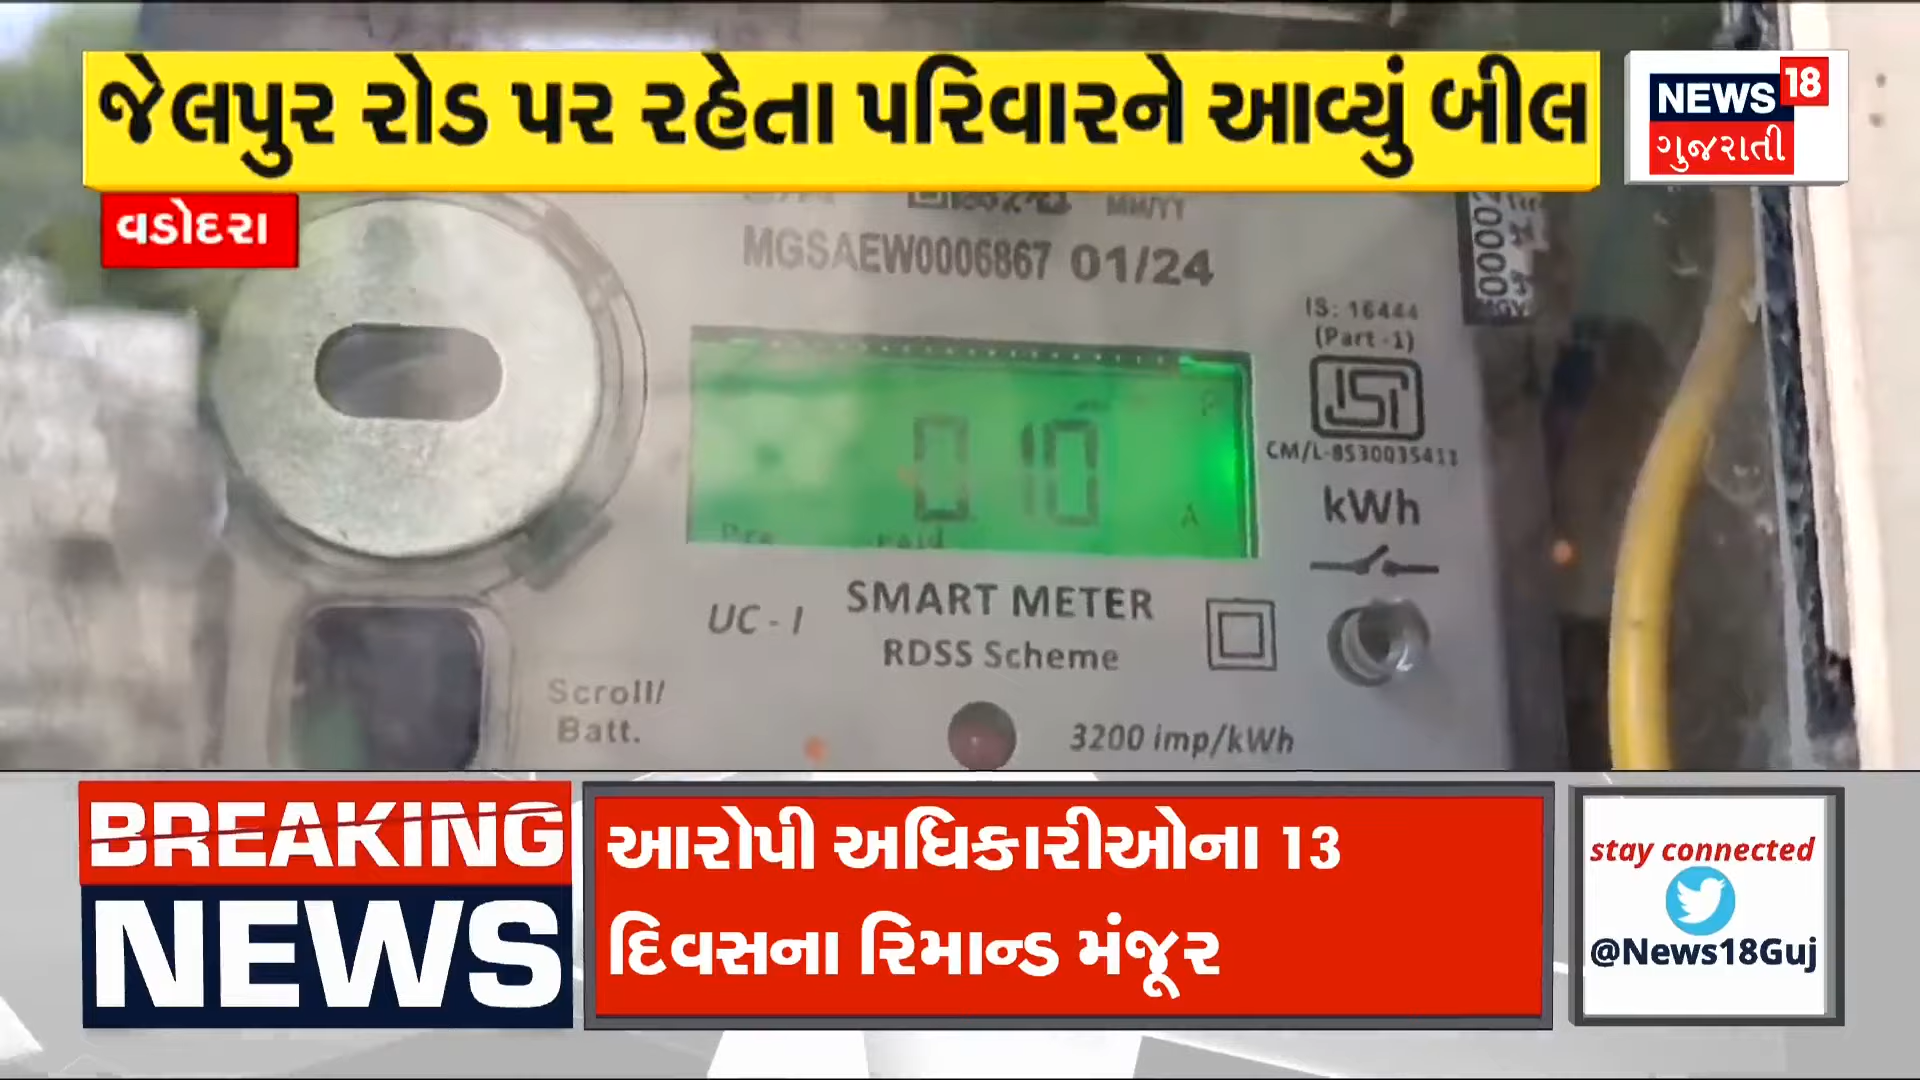 જેલપુર રોડ પર રહેતા પરિવારને આવ્યું બીલ
NEWS 18
ગુજરાતી
વડોદરા
MM/YY
MGSAEW0006867 01/24
IS: 16444
(Part -1)
CM/L-8530035411
0.10
A
kWh
UC - I
SMART METER
RDSS Scheme
Scroll/
Batt.
3200 imp/kWh
BREAKING
NEWS
આરોપી અધિકારીઓના 13
દિવસના રિમાન્ડ મંજૂર
stay connected
@News18Guj